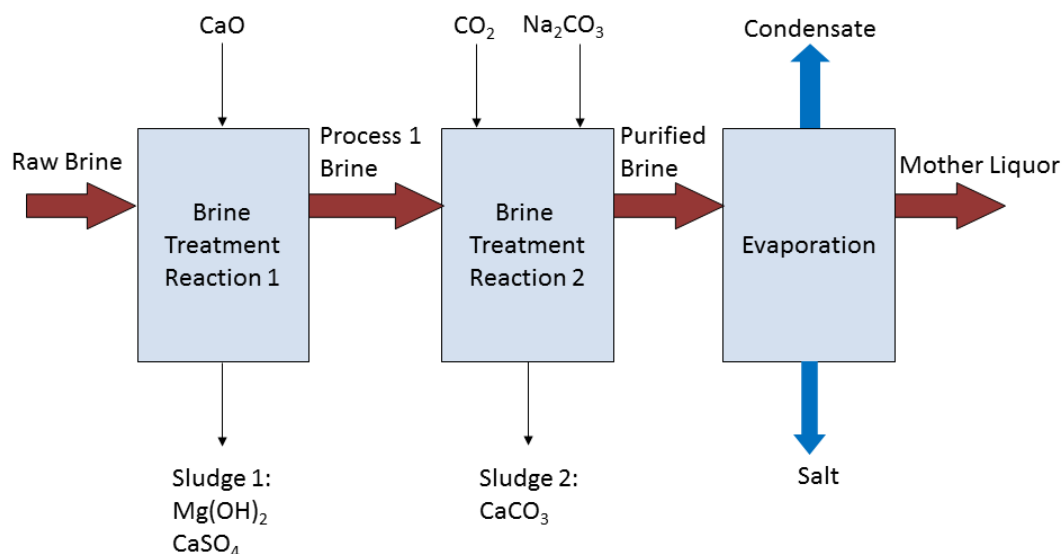 CaO
CO₂
Na₂CO₃
Condensate
Raw Brine
Process 1
Brine
Purified
Brine
Mother Liquor
Brine
Treatment
Reaction 1
Brine
Treatment
Reaction 2
Evaporation
Sludge 1:
Mg(OH)₂
CaSO₄
Sludge 2:
CaCO₃
Salt